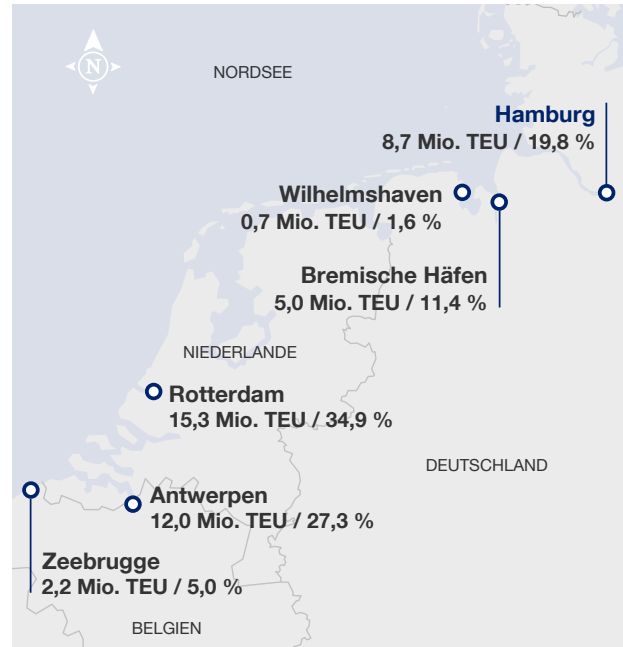 N
NORDSEE
Hamburg
8,7 Mio. TEU / 19,8 %
Wilhelmshaven
0,7 Mio. TEU / 1,6 %
Bremische Häfen
5,0 Mio. TEU / 11,4 %
NIEDERLANDE
Rotterdam
15,3 Mio. TEU / 34,9 %
DEUTSCHLAND
Antwerpen
12,0 Mio. TEU / 27,3 %
Zeebrugge
2,2 Mio. TEU / 5,0 %
BELGIEN